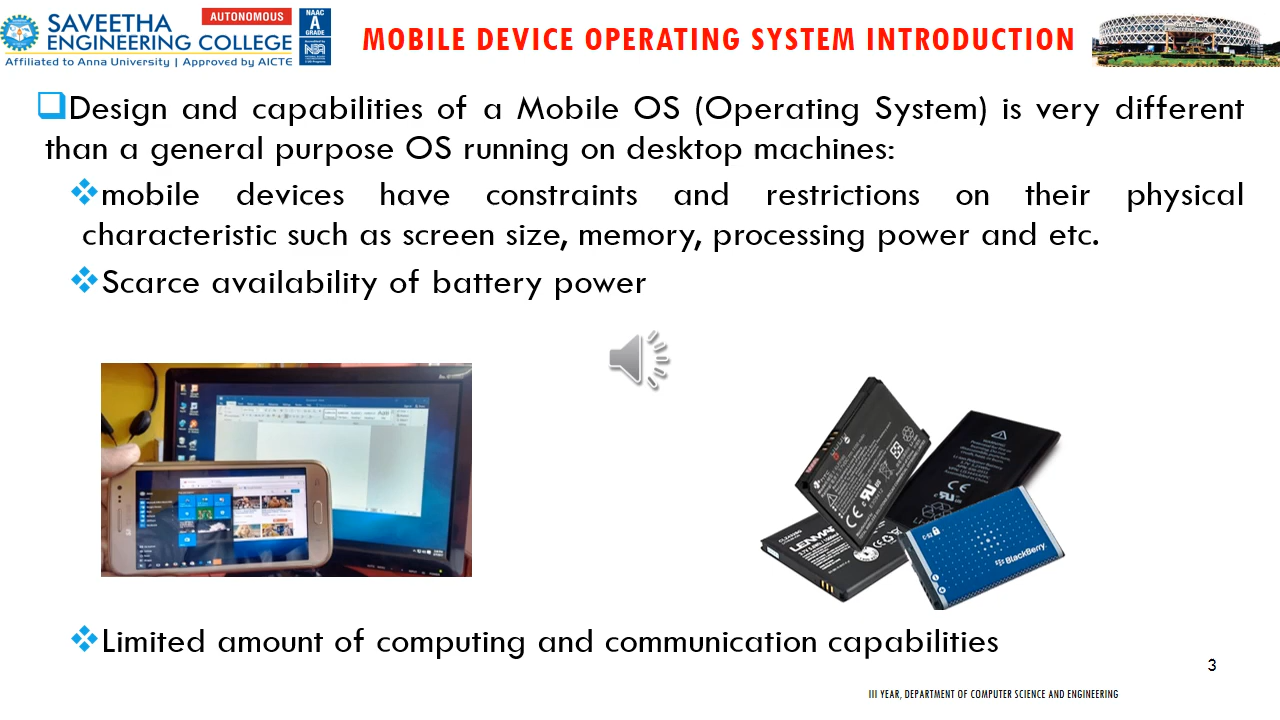 SAVEETHA
ENGINEERING COLLEGE
AUTONOMOUS
NAAC
A
GRADE
Affiliated to Anna University | Approved by AICTE
MOBILE DEVICE OPERATING SYSTEM INTRODUCTION
Design and capabilities of a Mobile OS (Operating System) is very different
than a general purpose OS running on desktop machines:
mobile devices have constraints and restrictions on their physical
characteristic such as screen size, memory, processing power and etc.
Scarce availability of battery power
LENMAR
C-S2
BlackBerry
Limited amount of computing and communication capabilities
3
III YEAR, DEPARTMENT OF COMPUTER SCIENCE AND ENGINEERING